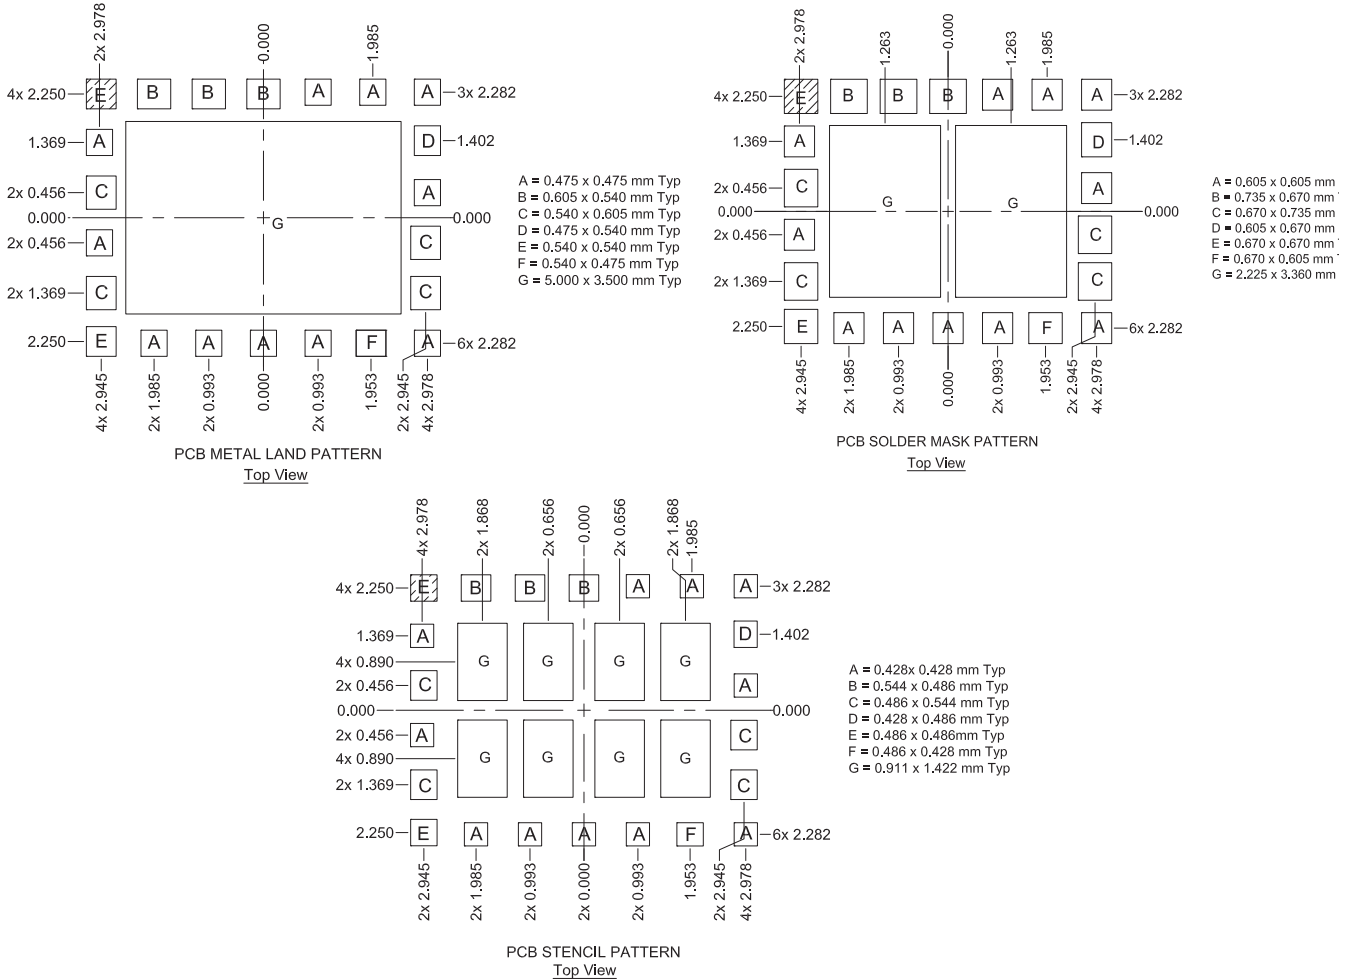 2x 2.978
0.000
1.985
4x 2.250
E B B B A A A
3x 2.282
1.369
A
D
1.402
2x 0.456
C
A
0.000
G
0.000
2x 0.456
A
C
2x 1.369
C
C
2.250
E A A A A F A
6x 2.282
4x 2.945
2x 1.985
2x 0.993
0.000
2x 0.993
1.953
2x 2.945
4x 2.978
A = 0.475 x 0.475 mm Typ
B = 0.605 x 0.540 mm Typ
C = 0.540 x 0.605 mm Typ
D = 0.475 x 0.540 mm Typ
E = 0.540 x 0.540 mm Typ
F = 0.540 x 0.475 mm Typ
G = 5.000 x 3.500 mm Typ
PCB METAL LAND PATTERN
Top View
2x 2.978
1.263
0.000
1.263
1.985
4x 2.250
E B B B A A A
3x 2.282
1.369
A
D
1.402
2x 0.456
C
G
G
A
0.000
0.000
2x 0.456
A
C
2x 1.369
C
C
2.250
E A A A A F A
6x 2.282
4x 2.945
2x 1.985
2x 0.993
0.000
2x 0.993
1.953
2x 2.945
4x 2.978
A = 0.605 x 0.605 mm
B = 0.735 x 0.670 mm
C = 0.670 x 0.735 mm
D = 0.605 x 0.670 mm
E = 0.670 x 0.670 mm
F = 0.670 x 0.605 mm
G = 2.225 x 3.360 mm
PCB SOLDER MASK PATTERN
Top View
4x 2.978
2x 1.868
2x 0.656
0.000
2x 0.656
2x 1.868
1.985
4x 2.250
E B B B A A A
3x 2.282
1.369
A
D
1.402
4x 0.890
G G G G
2x 0.456
C
A
0.000
0.000
2x 0.456
A
C
4x 0.890
G G G G
2x 1.369
C
C
2.250
E A A A A F A
6x 2.282
2x 2.945
2x 1.985
2x 0.993
2x 0.000
2x 0.993
1.953
2x 2.945
4x 2.978
A = 0.428x 0.428 mm Typ
B = 0.544 x 0.486 mm Typ
C = 0.486 x 0.544 mm Typ
D = 0.428 x 0.486 mm Typ
E = 0.486 x 0.486mm Typ
F = 0.486 x 0.428 mm Typ
G = 0.911 x 1.422 mm Typ
PCB STENCIL PATTERN
Top View